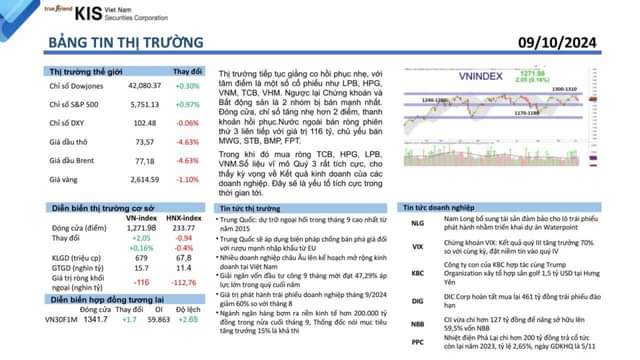 true Friend KIS Viet Nam
Securities Corporation
BẢNG TIN THỊ TRƯỜNG
09/10/2024
Thị trường thế giới Thay đổi
Chỉ số Dowjones 42,080.37 +0.30%
Chỉ số S&P 500 5,751.13 +0.97%
Chỉ số DXY 102.48 -0.06%
Giá dầu thô 73,57 -4.63%
Giá dầu Brent 77,18 -4.63%
Giá vàng 2,614.59 -1.10%
Thị trường tiếp tục giằng co hồi phục nhẹ, với
tâm điểm là một số cổ phiếu như LPB, HPG,
VNM, TCB, VHM. Ngược lại Chứng khoán và
Bất động sản là 2 nhóm bị bán mạnh nhất.
Đóng cửa, chỉ số tăng nhẹ hơn 2 điểm, thanh
khoản hồi phục.Nước ngoài bán ròng phiên
thứ 3 liên tiếp với giá trị 116 tỷ, chủ yếu bán
MWG, STB, BMP, FPT.
Trong khi đó mua ròng TCB, HPG, LPB,
VNM.Số liệu vĩ mô Quý 3 rất tích cực, cho
thấy kỳ vọng về Kết quả kinh doanh của các
doanh nghiệp. Đây sẽ là yếu tố tích cực trong
thời gian tới.
VNINDEX
1271.98
2.05 (0.16%)
1300-1310
1240-1250
1170-1180
Diễn biến thị trường cơ sở
VN-index HNX-index
Đóng cửa (điểm) 1,271,98 233.77
Thay đổi +2,05 -0.94
+0,16% -0.4%
KLGD (triệu cp) 679 67,8
GTGD (nghìn tỷ) 15.7 11.4
Giá trị ròng khối
ngoại (nghìn tỷ) -116 -112,76
Diễn biến hợp đồng tương lai
Đóng cửa Thay đổi OI Độ lệch
VN30F1M 1341.7 +1.7 59.863 +2.65
Tin tức thị trường
Trung Quốc: dự trữ ngoại hối trong tháng 9 cao nhất từ
năm 2015
Trung Quốc sẽ áp dụng biện pháp chống bán phá giá đối
với rượu mạnh nhập khẩu từ EU
Nhiều doanh nghiệp châu Âu lên kế hoạch mở rộng kinh
doanh tại Việt Nam
Giải ngân vốn đầu tư công 9 tháng mới đạt 47,29% áp
lực lớn trong quý cuối năm
Giá trị phát hành trái phiếu doanh nghiệp tháng 9/2024
giảm 60% so với tháng 8
Ngành ngân hàng bơm ra nền kinh tế hơn 200.000 tỷ
đồng trong nửa cuối tháng 9, Thống đốc nói mục tiêu
tăng trưởng 15% là khả thi
Tin tức doanh nghiệp
NLG Nam Long bổ sung tài sản đảm bảo cho lô trái phiếu
phát hành nhằm triển khai dự án Waterpoint
VIX Chứng khoán VIX: Kết quả quý III tăng trưởng 70%
so với cùng kỳ, đặt niềm tin vào quý IV
KBC Công ty con của KBC hợp tác cùng Trump
Organization xây tổ hợp sân golf 1,5 tỷ USD tại Hưng
Yên
DIG DIC Corp hoàn tất mua lại 461 tỷ đồng trái phiếu đáo
hạn
NBB CII vừa chi hơn 127 tỷ đồng để nâng sở hữu lên
59,5% vốn NBB
PPC Nhiệt điện Phả Lại chi hơn 200 tỷ đồng trả cổ tức
còn lại năm 2023, tỷ lệ 2,65%, ngày GDKHQ là 5/11